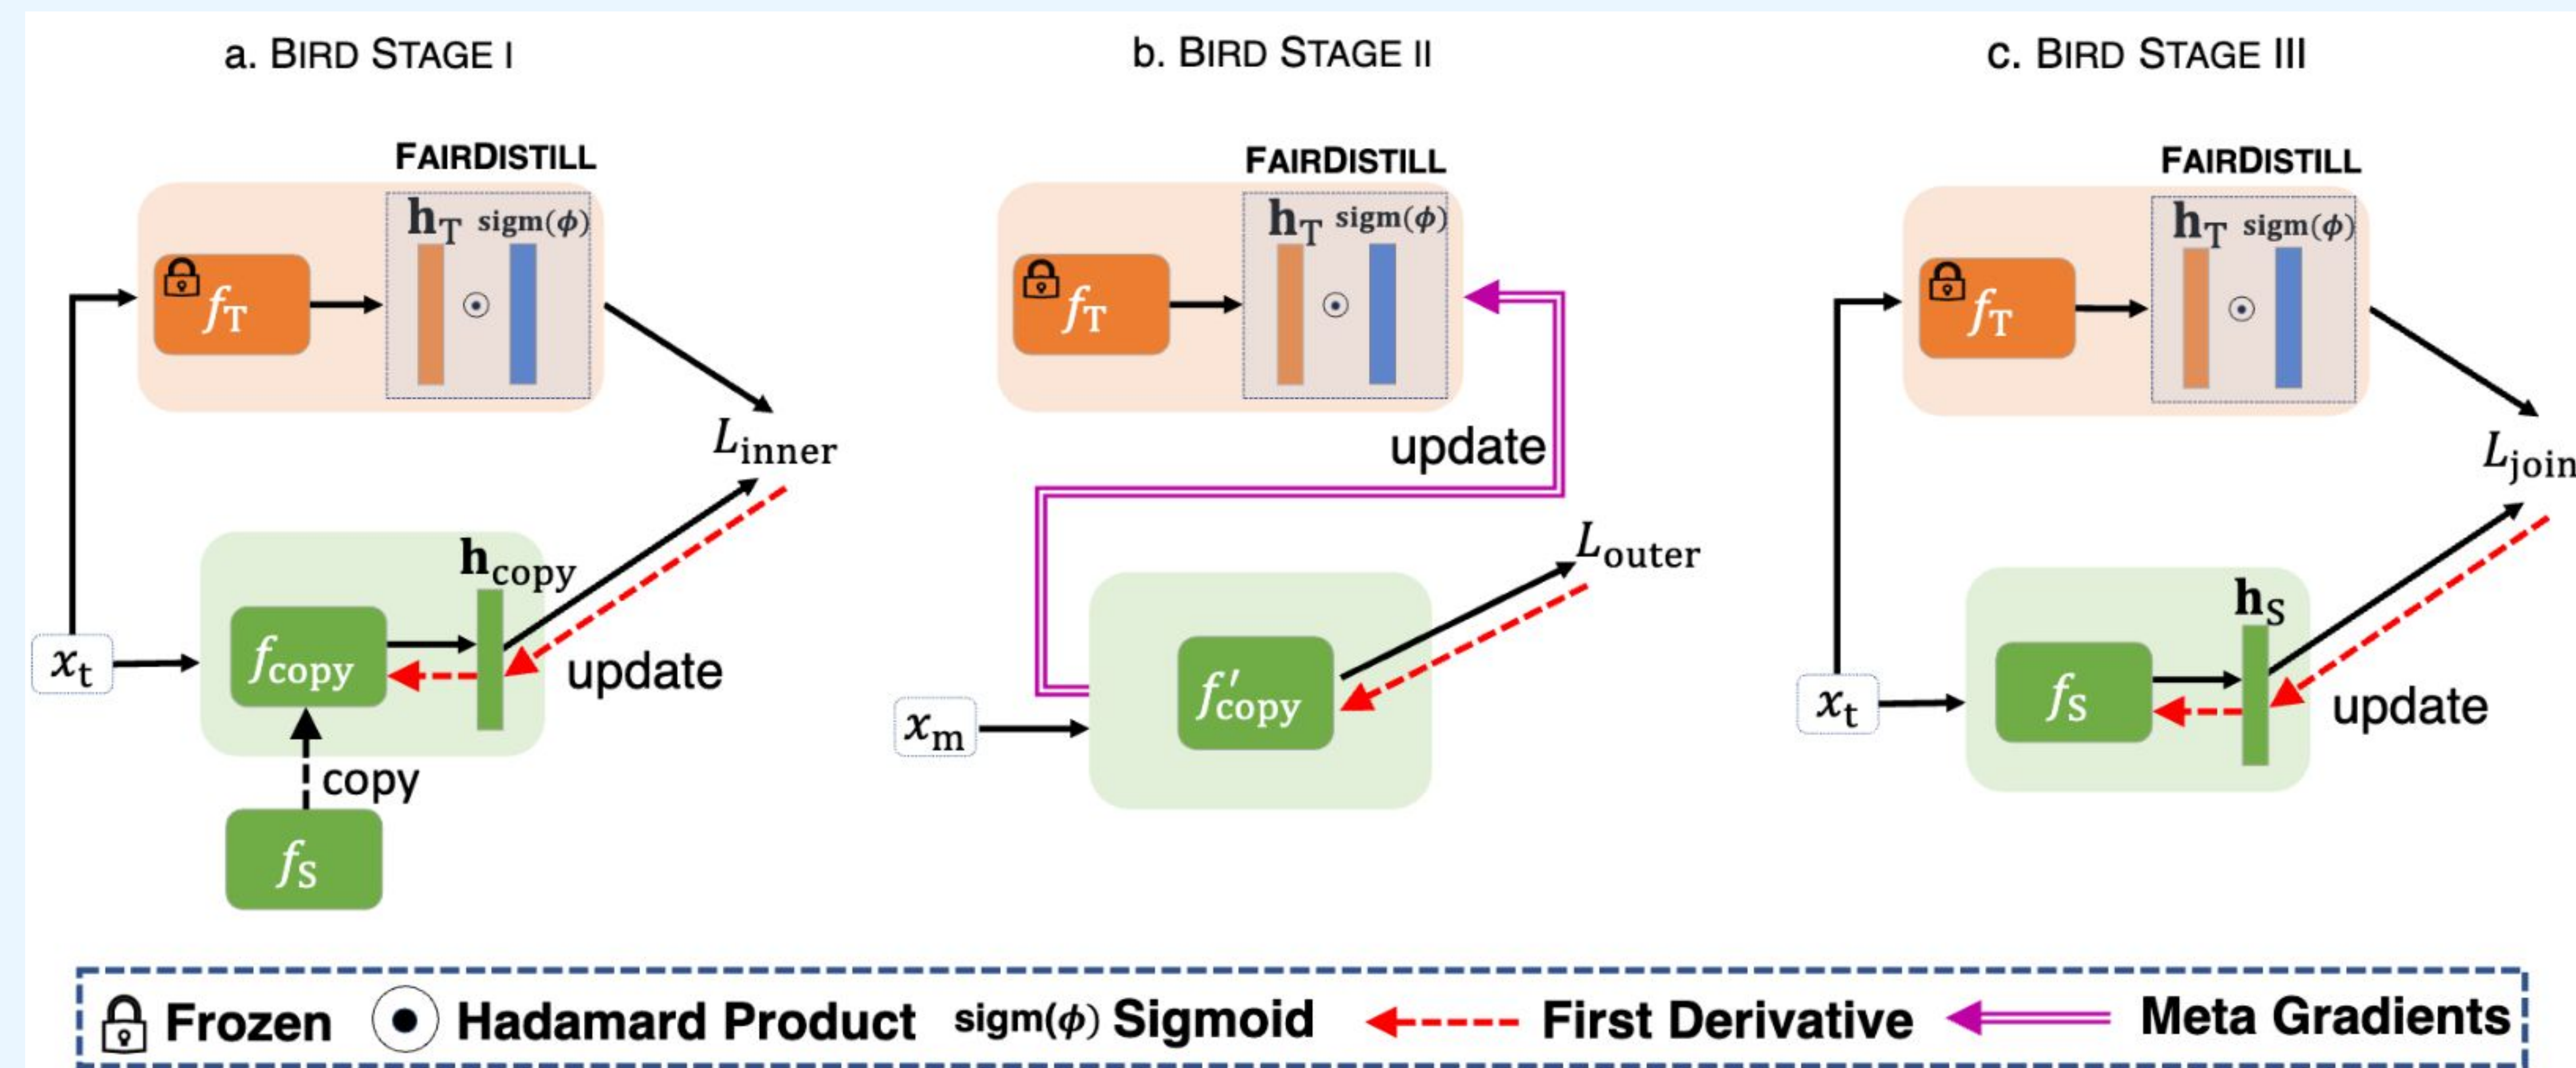 a. BIRD STAGE I
FAIRDISTILL
h_T sigm(ϕ)
f_T
L_inner
h_copy
f_copy
x_t
update
copy
f_S
b. BIRD STAGE II
FAIRDISTILL
h_T sigm(ϕ)
f_T
update
L_outer
f'_copy
x_m
c. BIRD STAGE III
FAIRDISTILL
h_T sigm(ϕ)
f_T
L_join
h_S
f_S
x_t
update
Frozen Hadamard Product sigm(ϕ) Sigmoid First Derivative Meta Gradients